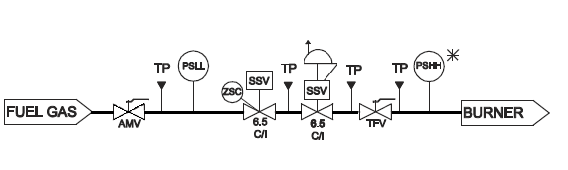 TP
PSLL
SSV
ZSC
TP
SSV
TP
TP
PSHH
FUEL GAS
AMV
6.5
C/I
6.5
C/I
TFV
BURNER